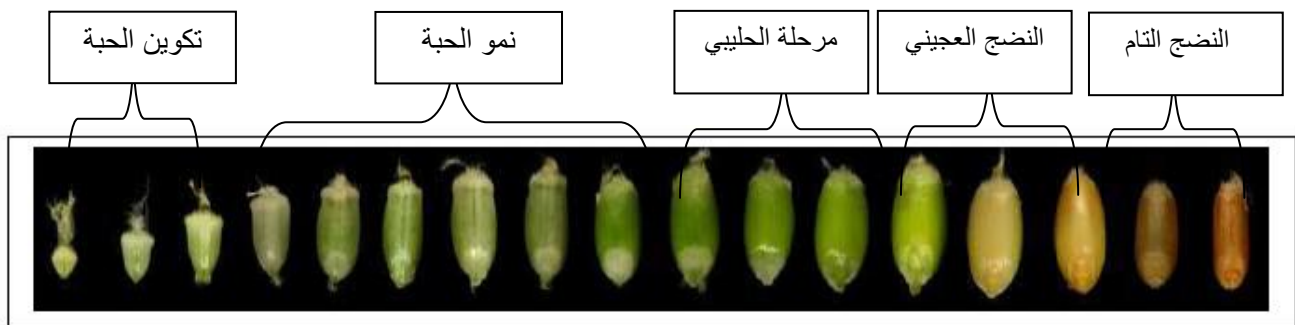 تكوين الحبة
نمو الحبة
مرحلة الحليبي
النضج العجيني
النضج التام